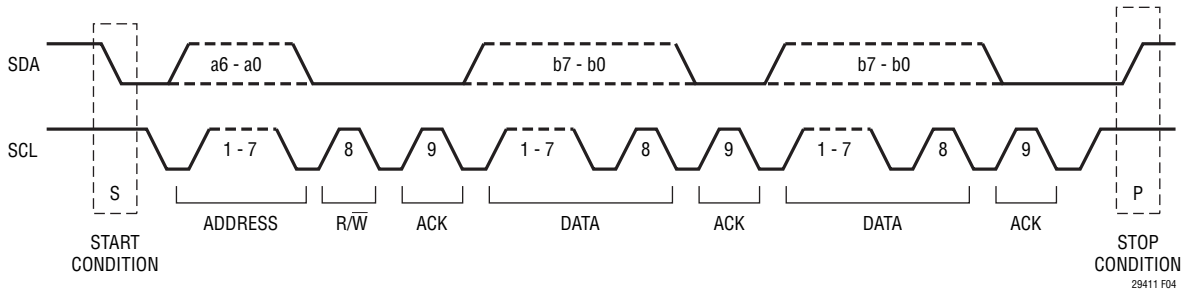 SDA
a6 - a0
b7 - b0
b7 - b0
SCL
1 - 7
8
9
1 - 7
8
9
1 - 7
8
9
S
P
ADDRESS
R/W̅
ACK
DATA
ACK
DATA
ACK
START
CONDITION
STOP
CONDITION
29411 F04